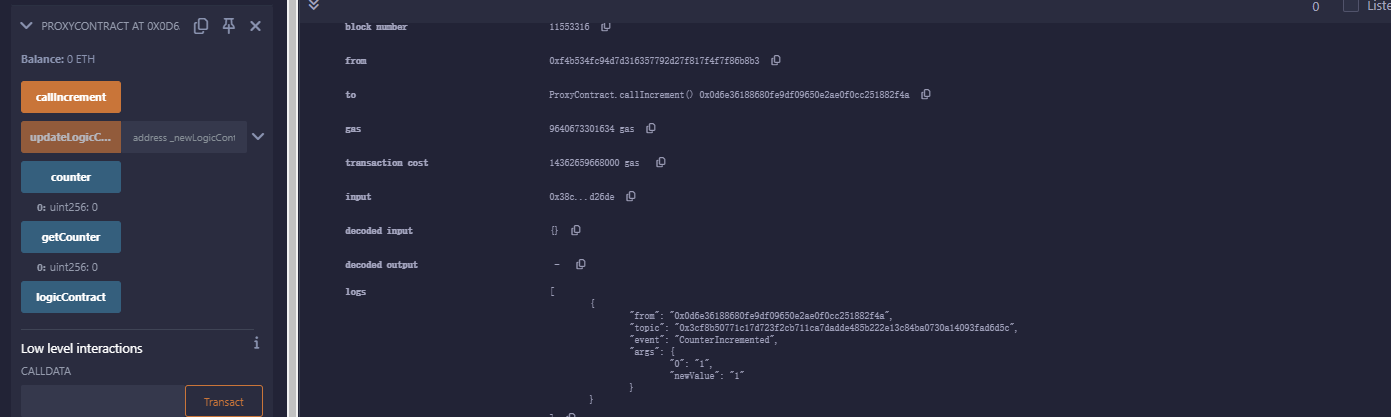 PROXYCONTRACT AT 0X0D6.
Balance: 0 ETH
callIncrement
updateLogicC... address _newLogicCont
counter
0: uint256: 0
getCounter
0: uint256: 0
logicContract
Low level interactions
i
CALLDATA
Transact
0 Liste
block number 11553316
from 0xf4b534fc94d7d316357792d27f817f4f7f86b8b3
to ProxyContract.callIncrement() 0x0d6e36188680fe9df09650e2ae0f0cc251882f4a
gas 9640673301634 gas
transaction cost 14362659668000 gas
input 0x38c...d26de
decoded input {}
decoded output -
logs [
{
"from": "0x0d6e36188680fe9df09650e2ae0f0cc251882f4a",
"topic": "0x3cf8b50771c17d723f2cb711ca7dadde485b222e13c84ba0730a14093fad6d5c",
"event": "CounterIncremented",
"args": {
"0": "1",
"newValue": "1"
}
}
]